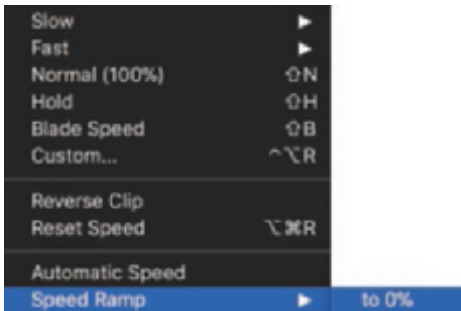 Slow ▶
Fast ▶
Normal (100%) ⇧N
Hold ⇧H
Blade Speed ⇧B
Custom... ^⌥R
Reverse Clip
Reset Speed ⌥⌘R
Automatic Speed
Speed Ramp ▶ to 0%